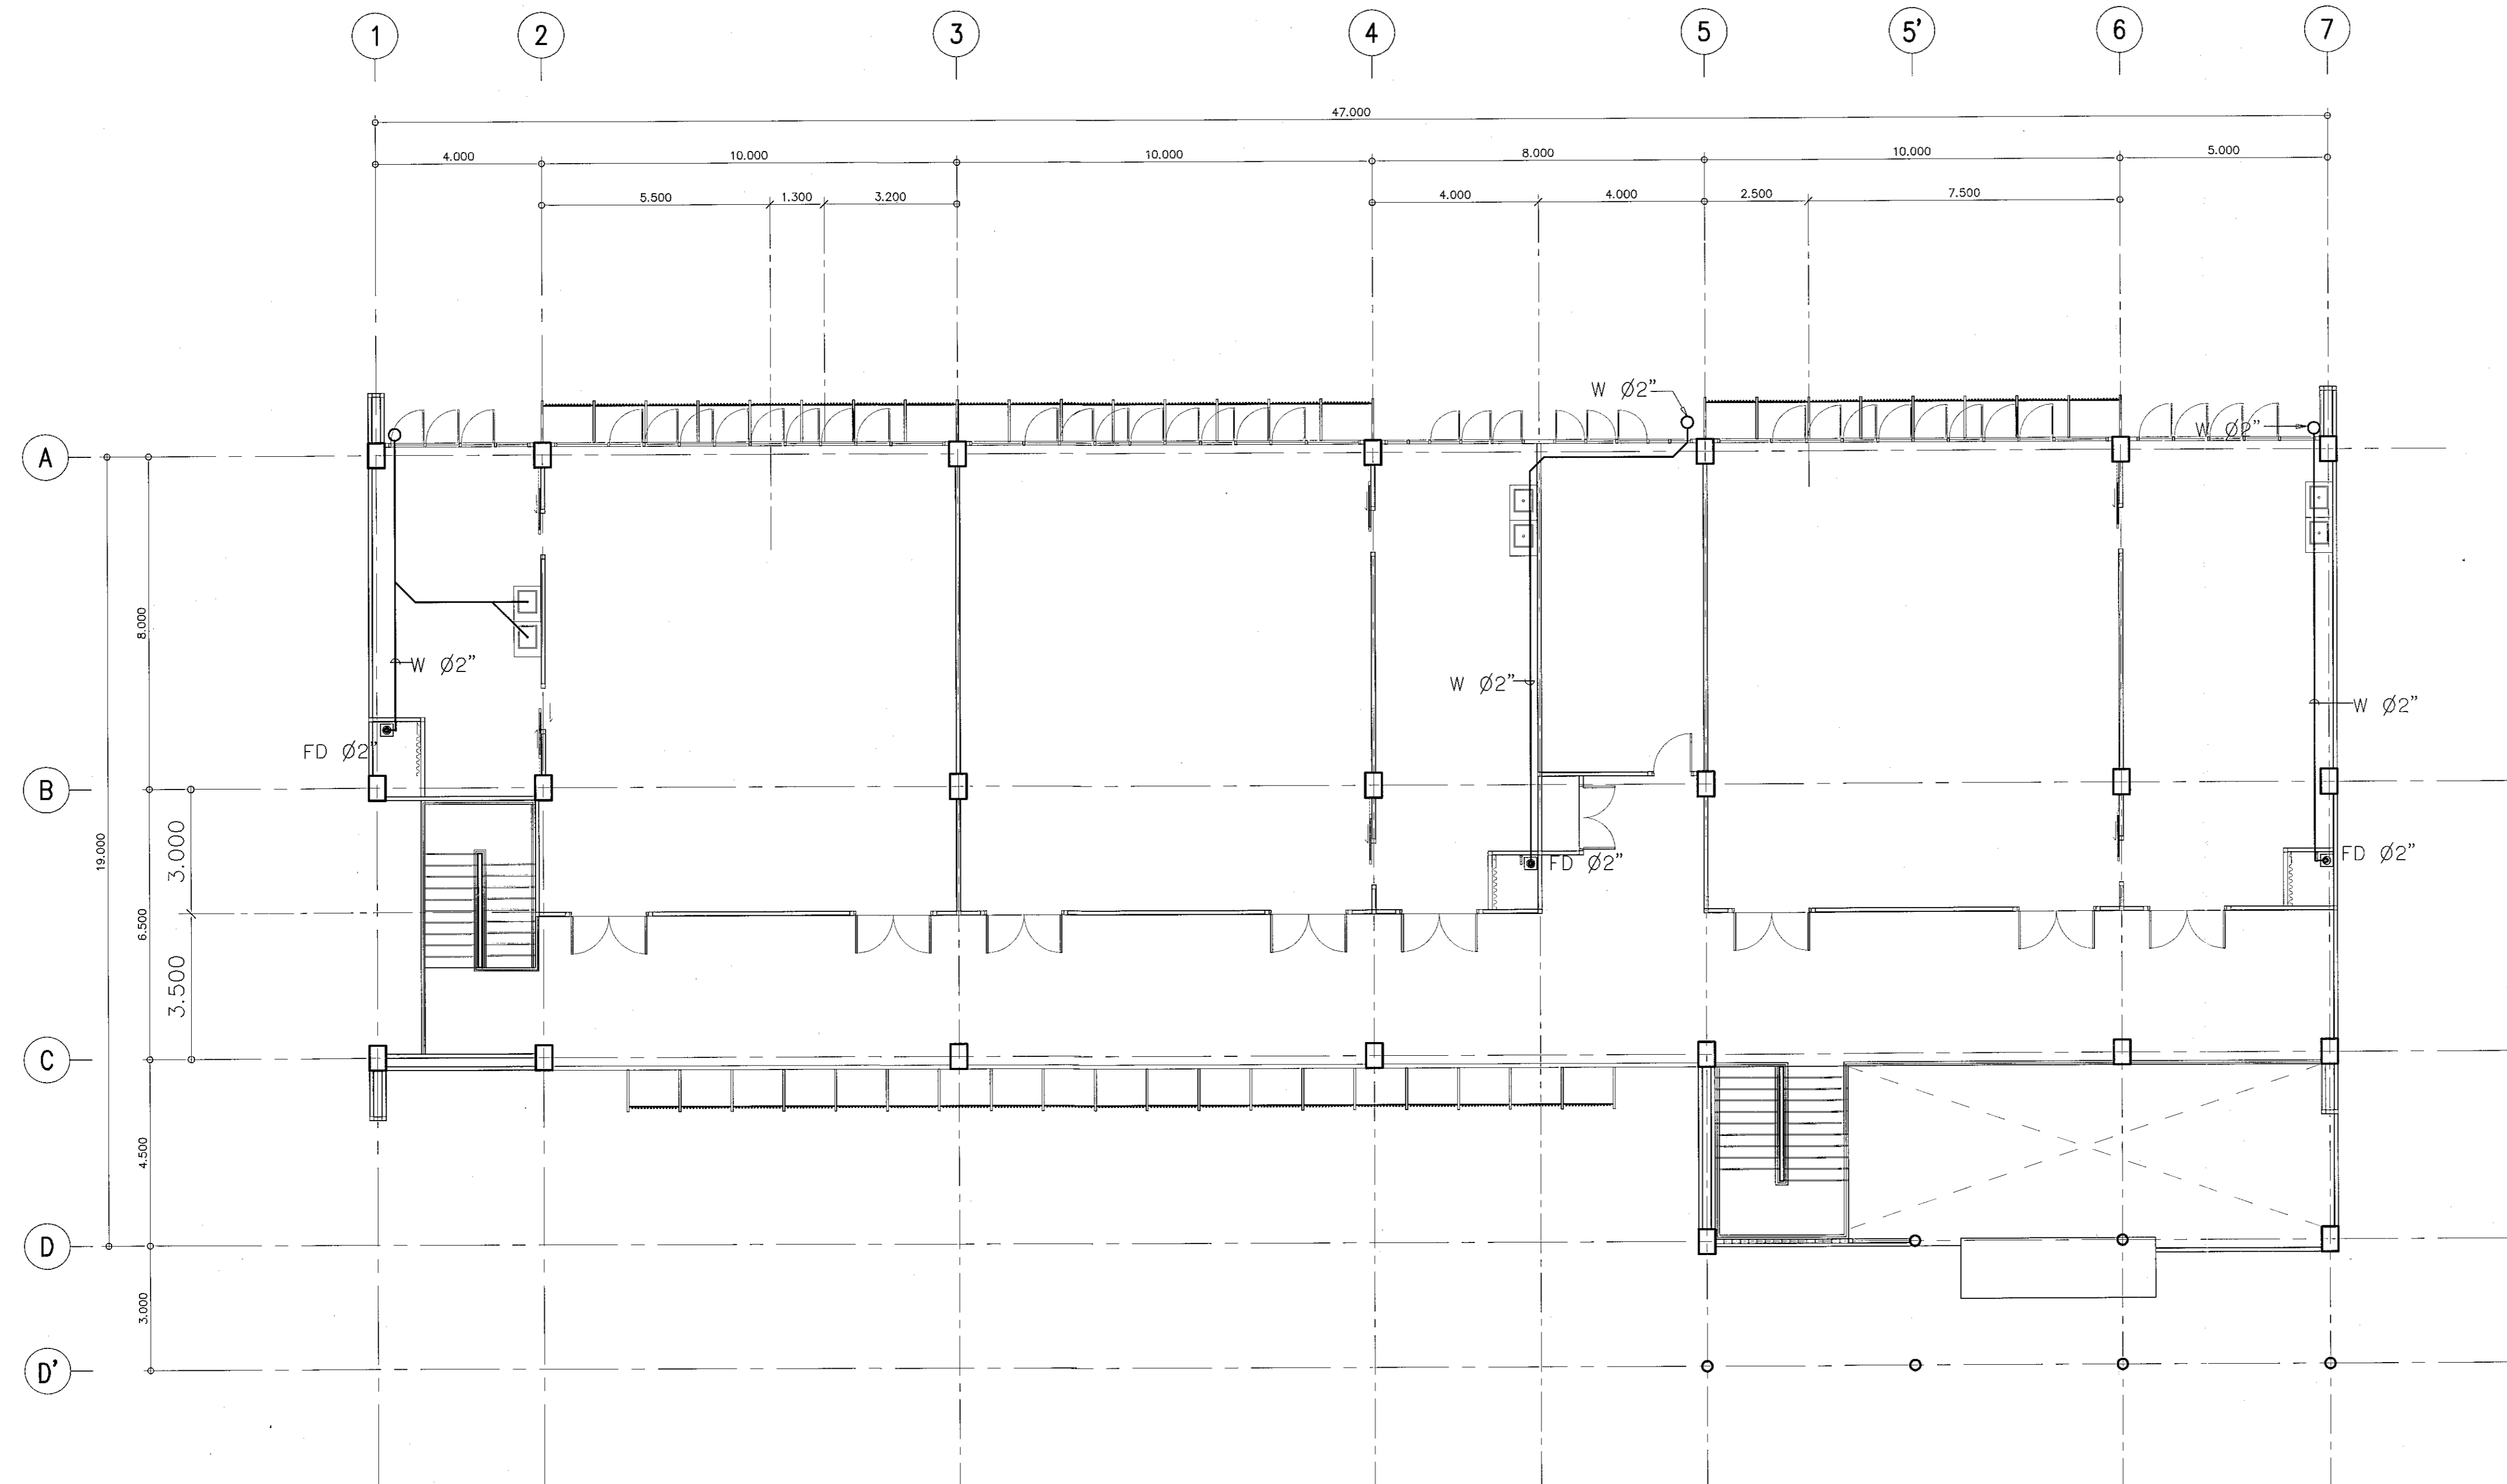 1 2 3 4 5 5' 6 7
47.000
4.000 10.000 10.000 8.000 10.000 5.000
5.500 1.300 3.200 4.000 4.000 2.500 7.500
W Ø2"
W Ø2"
A
8.000
W Ø2"
W Ø2"
W Ø2"
FD Ø2"
B
19.000
3.000
6.500
3.500
FD Ø2"
FD Ø2"
C
4.500
D
3.000
D'